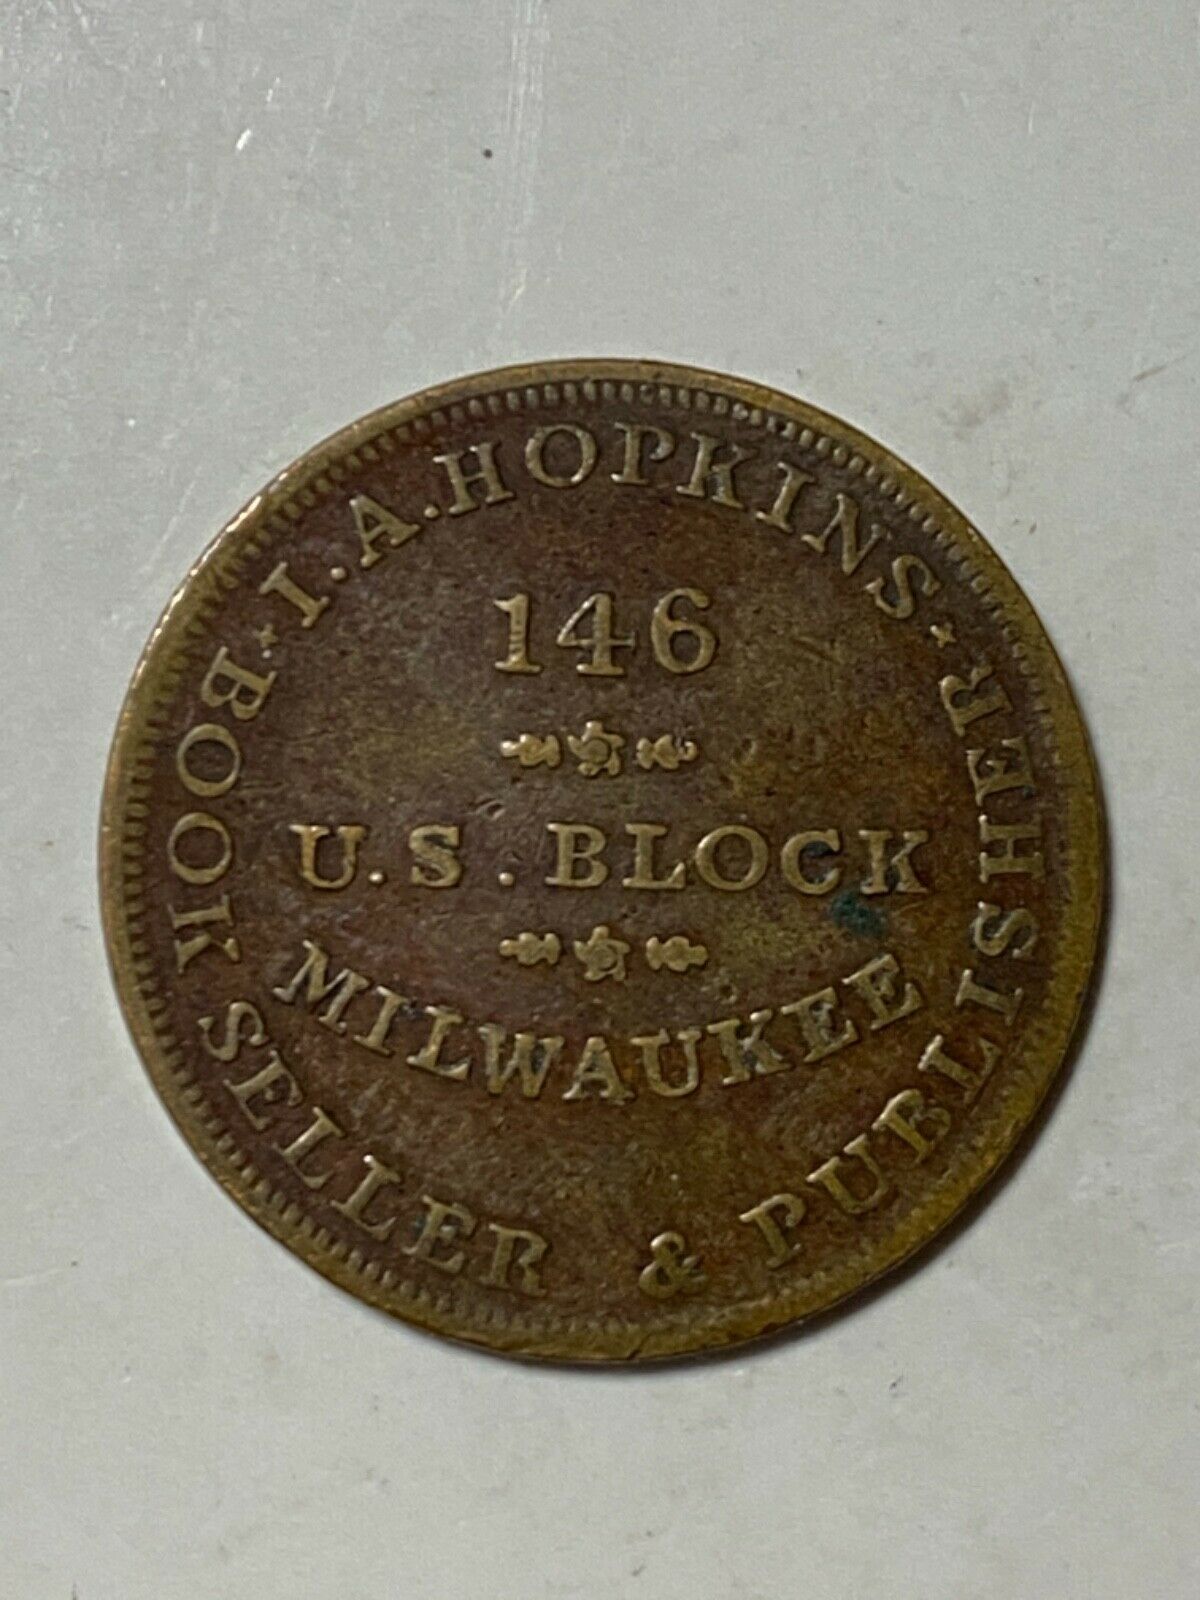 I. A. HOPKINS.
146
U.S. BLOCK
MILWAUKEE
BOOK SELLER & PUBLISHER